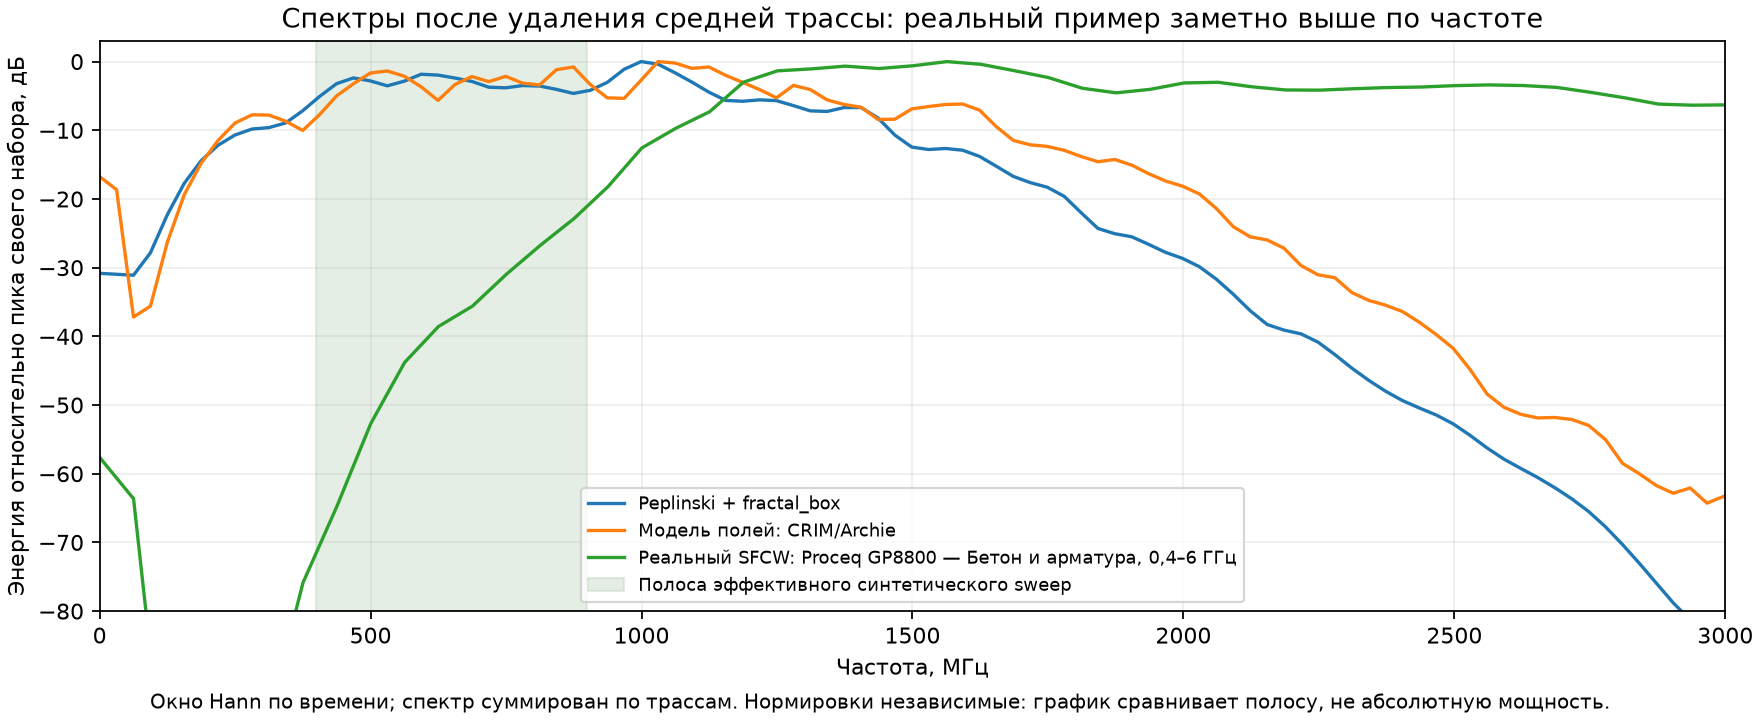 Спектры после удаления средней трассы: реальный пример заметно выше по частоте
Энергия относительно пика своего набора, дБ
0
−10
−20
−30
−40
−50
−60
−70
−80
Peplinski + fractal_box
Модель полей: CRIM/Archie
Реальный SFCW: Proceq GP8800 — Бетон и арматура, 0,4–6 ГГц
Полоса эффективного синтетического sweep
0 500 1000 1500 2000 2500 3000
Частота, МГц
Окно Hann по времени; спектр суммирован по трассам. Нормировки независимые: график сравнивает полосу, не абсолютную мощность.